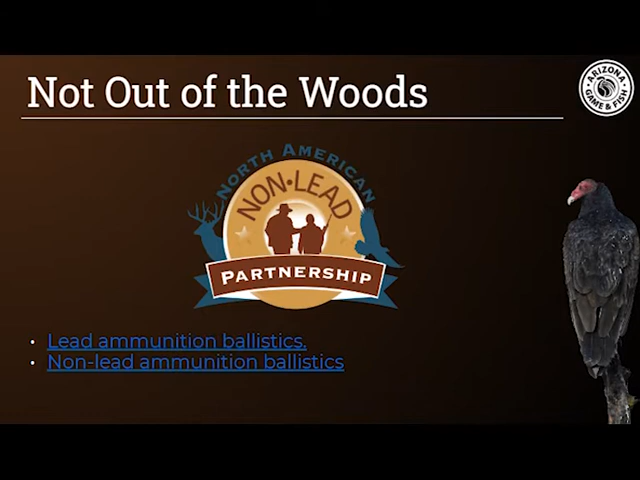 Not Out of the Woods
ARIZONA
GAME & FISH
NORTH AMERICAN
NON•LEAD
PARTNERSHIP
• Lead ammunition ballistics.
• Non-lead ammunition ballistics